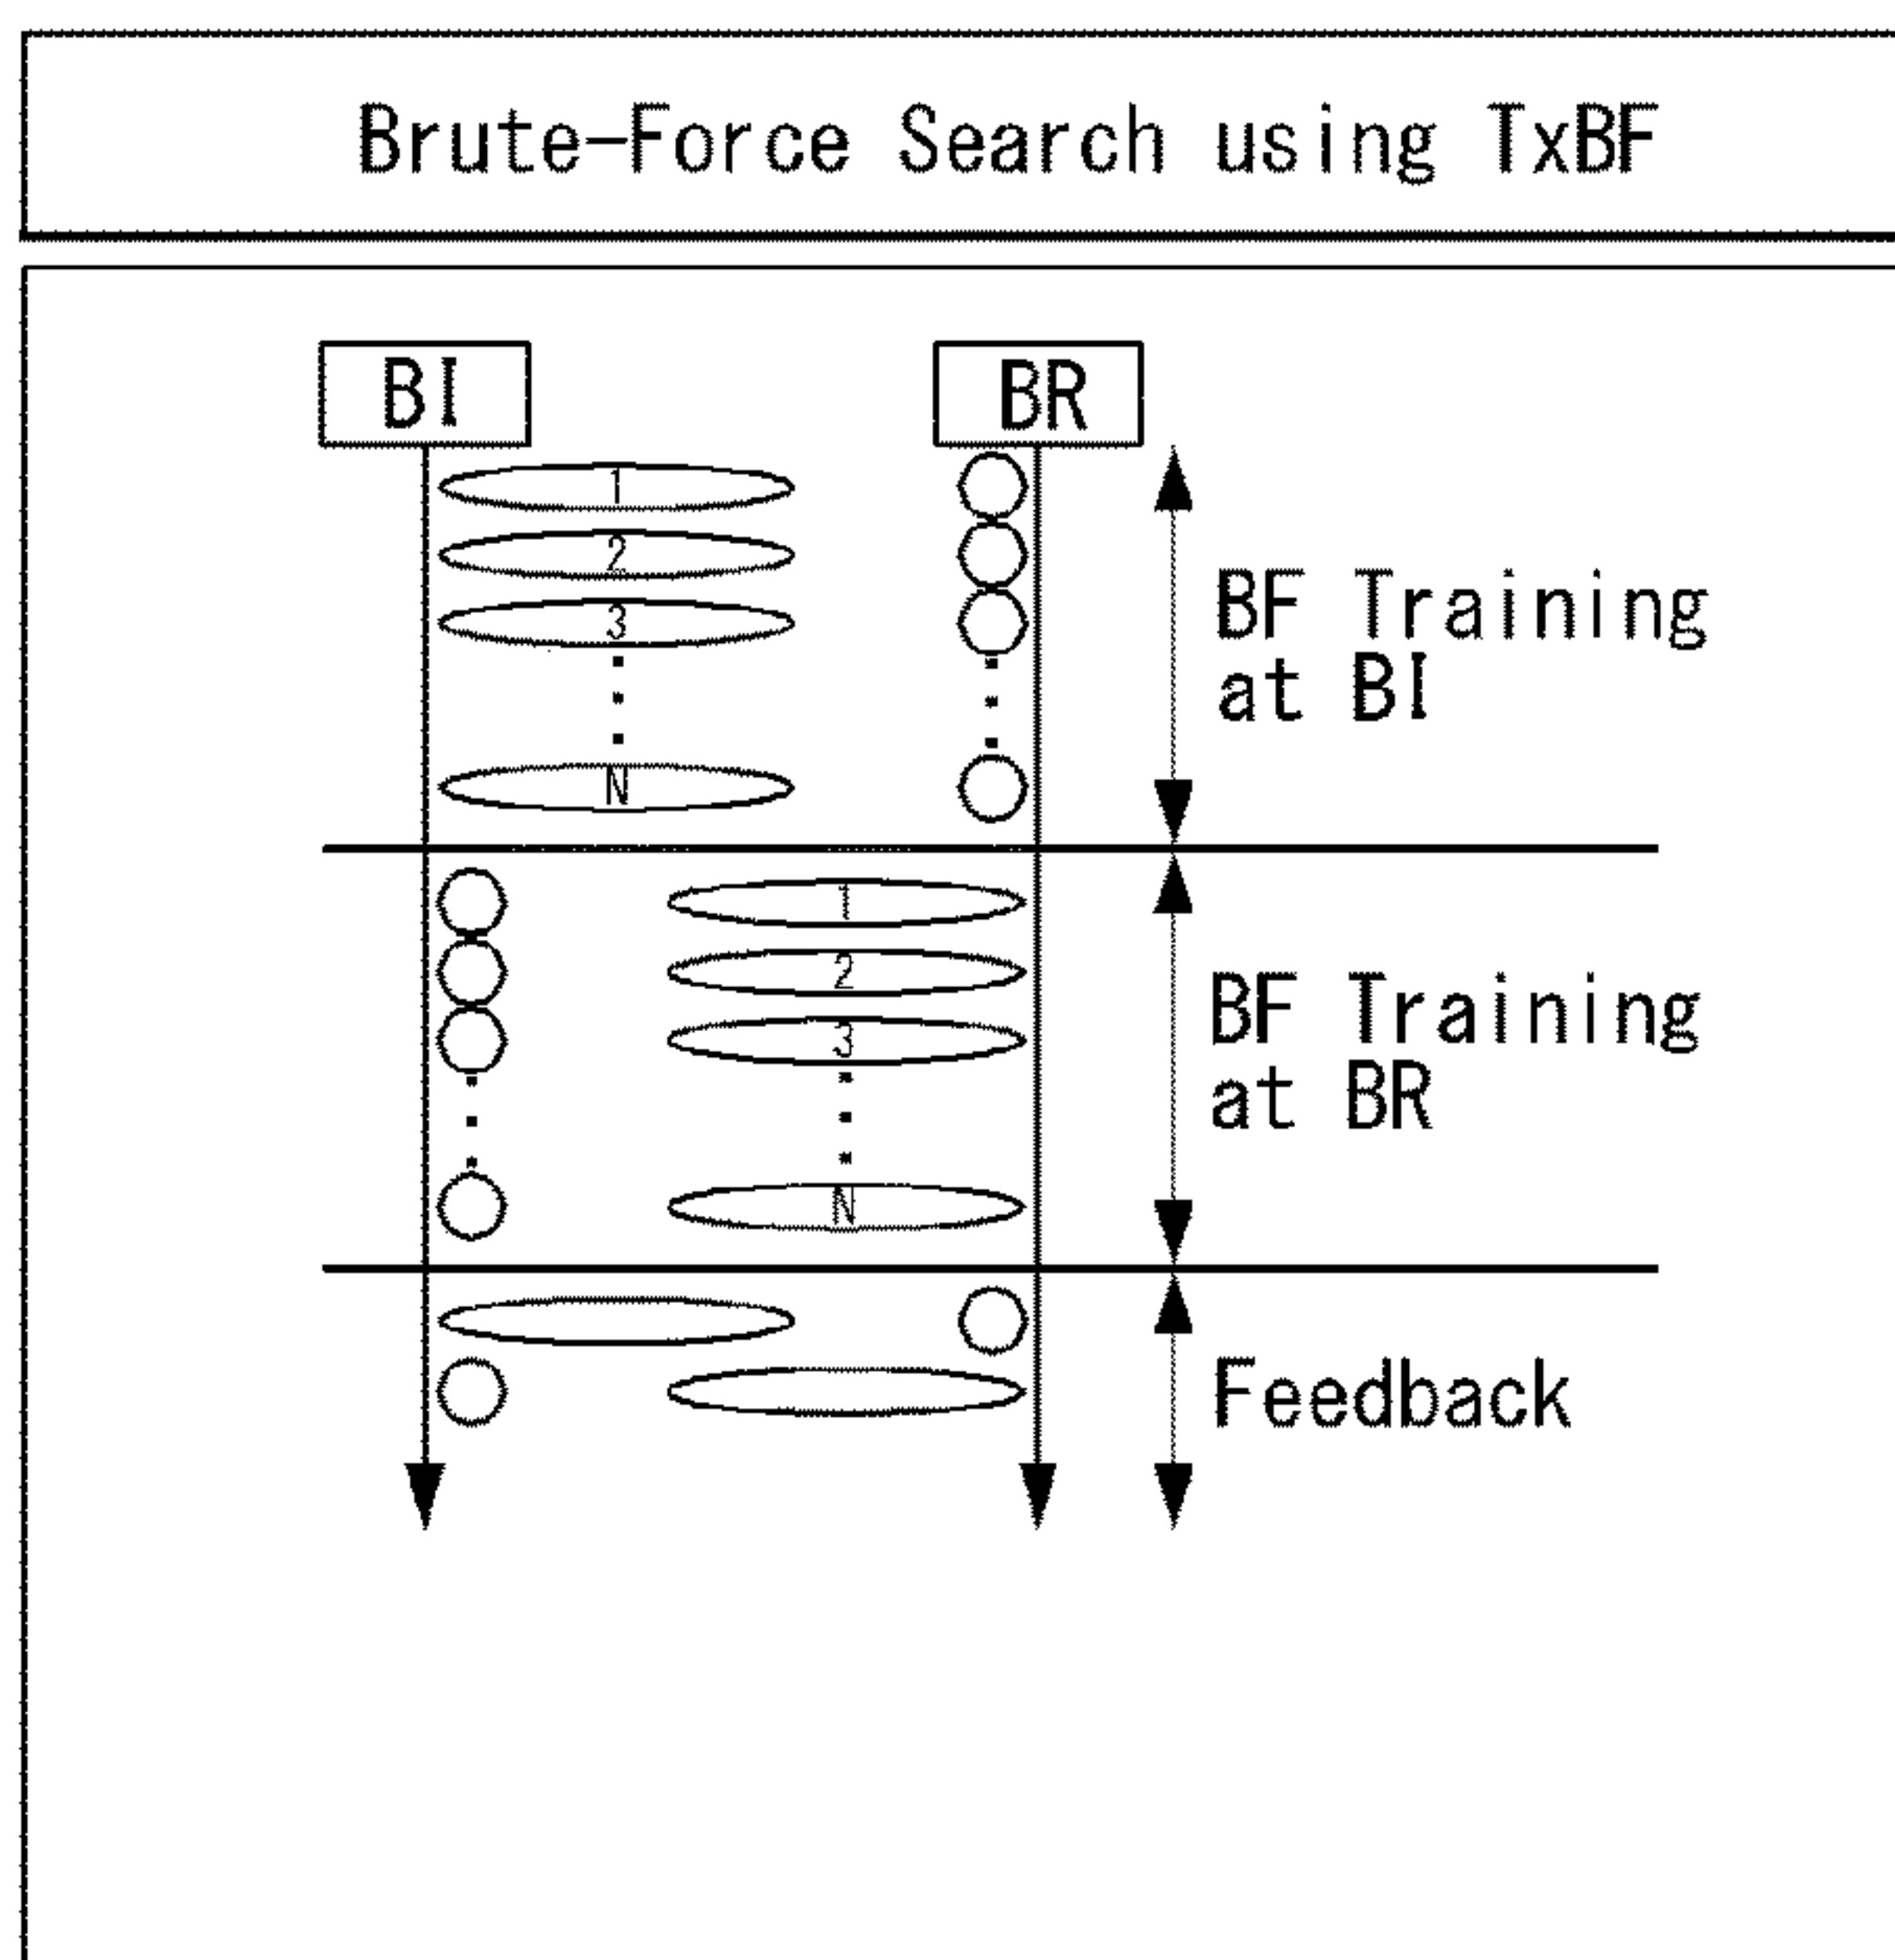 Brute-Force Search using TxBF
BI
BR
1
2
3
N
BF Training
at BI
1
2
3
N
BF Training
at BR
Feedback